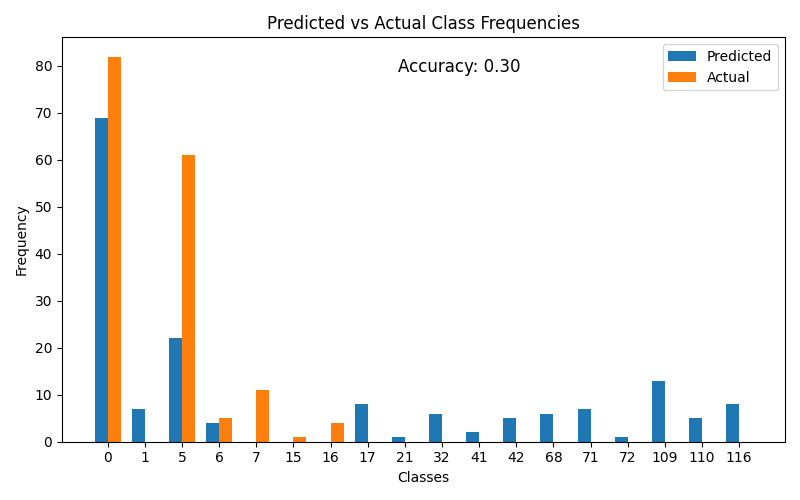 Predicted vs Actual Class Frequencies
Accuracy: 0.30
Predicted
Actual
Frequency
80
70
60
50
40
30
20
10
0
0 1 5 6 7 15 16 17 21 32 41 42 68 71 72 109 110 116
Classes